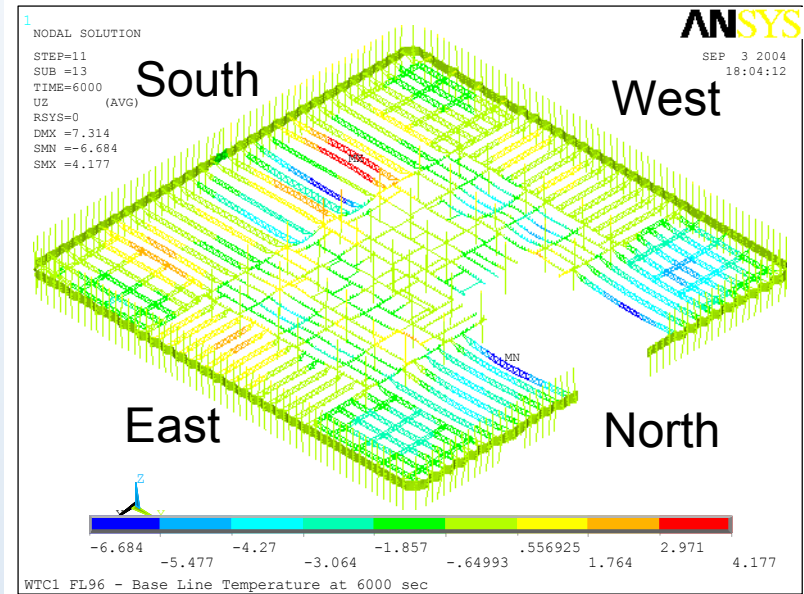 1
NODAL SOLUTION
ANSYS
STEP=11
SUB =13
TIME=6000
UZ (AVG)
RSYS=0
DMX =7.314
SMN =-6.684
SMX =4.177
SEP 3 2004
18:04:12
South
West
MX
MN
East
North
Z
Y
-6.684 -4.27 -1.857 .556925 2.971
-5.477 -3.064 -.64993 1.764 4.177
WTC1 FL96 - Base Line Temperature at 6000 sec